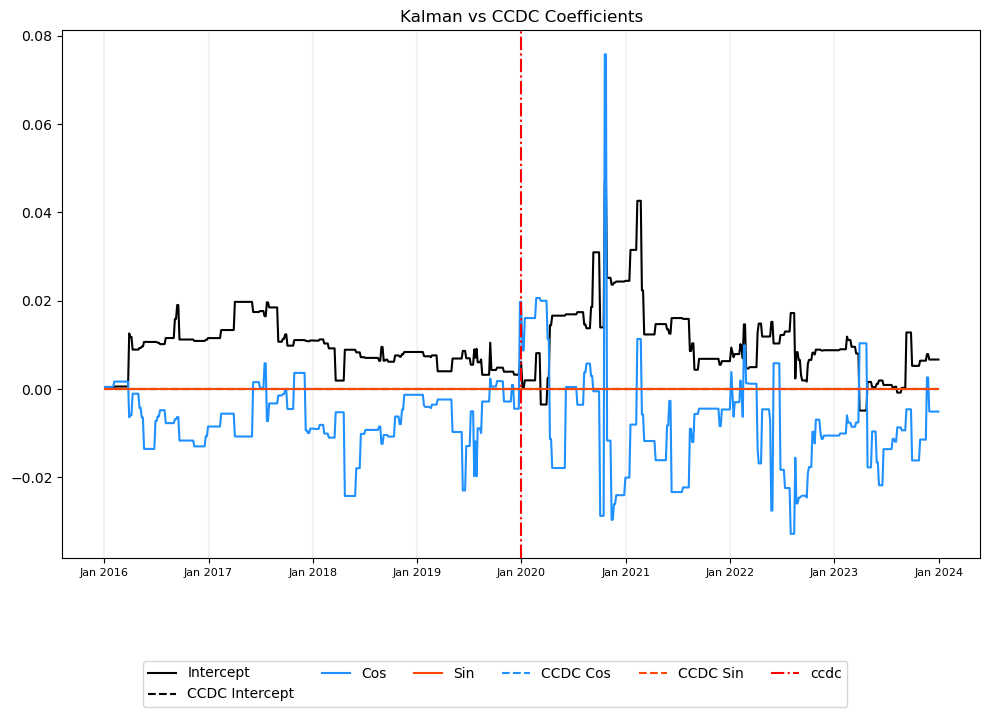 Kalman vs CCDC Coefficients
0.08
0.06
0.04
0.02
0.00
−0.02
Jan 2016 Jan 2017 Jan 2018 Jan 2019 Jan 2020 Jan 2021 Jan 2022 Jan 2023 Jan 2024
Intercept Cos Sin CCDC Cos CCDC Sin ccdc
CCDC Intercept